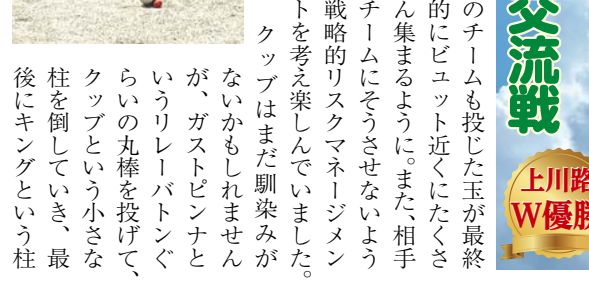 交流戦
上川路
W優勝
のチームも投じた玉が最終
的にビュット近くにたくさ
ん集まるように。また、相手
チームにそうさせないよう
戦略的リスクマネージメン
トを考え楽しんでいました。
クッブはまだ馴染みが
ないかもしれません
が、ガストピンナと
いうリレーバトンぐ
らいの丸棒を投げて、
クッブという小さな
柱を倒していき、最
後にキングという柱